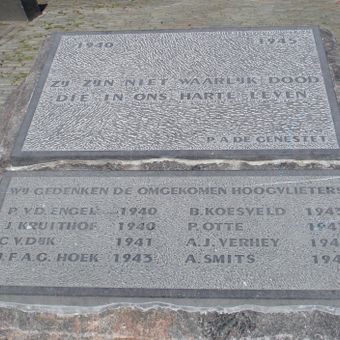 1940 1945
ZIJ ZIJN NIET WAARLIJK DOOD
DIE IN ONS HARTE LEVEN
P.A. DE GENESTET
WIJ GEDENKEN DE OMGEKOMEN HOOGVLIETERS
P. V.D. ENGEL 1940 B. KOESVELD
J. KRUITHOF 1940 P. OTTE
C. V. DIJK 1941 A.J. VERHEY
F.A.G. HOEK 1943 A. SMITS